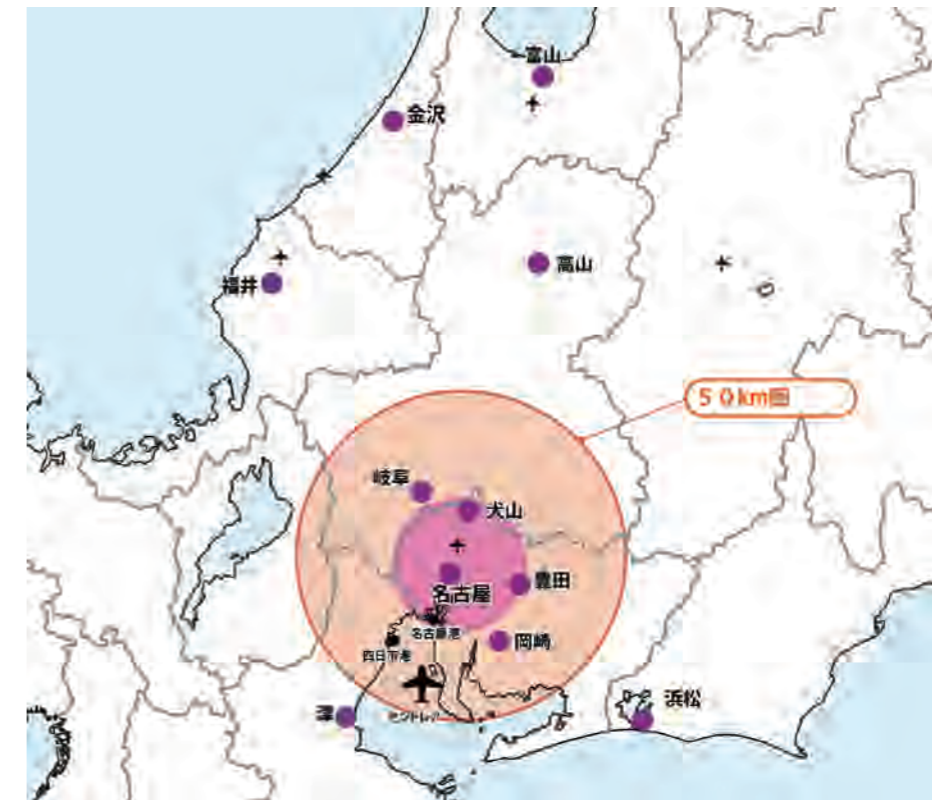 富山
金沢
高山
福井
50km圏
岐阜
犬山
豊田
名古屋
名古屋港
岡崎
四日市港
浜松
津
セントレア